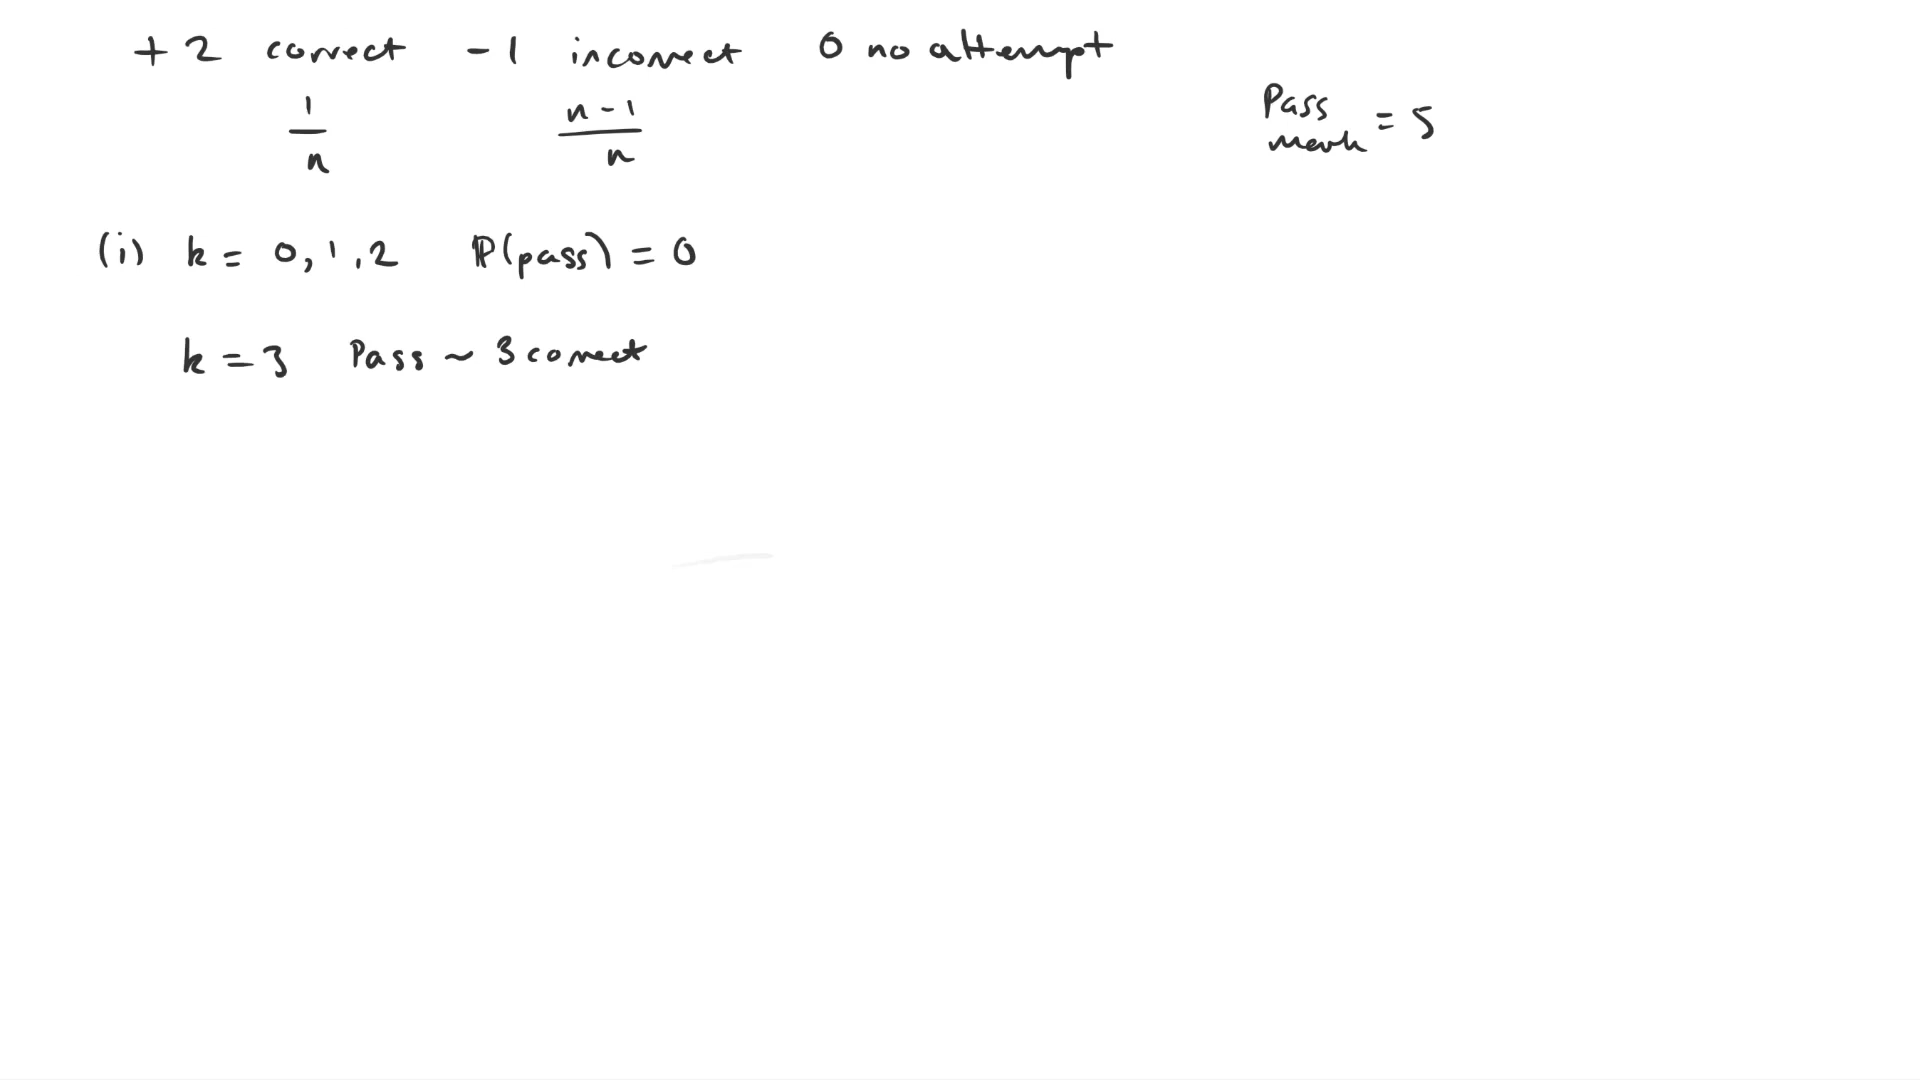 +2 correct -1 incorrect 0 no attempt
1/n (n-1)/n
Pass mark = 5
(i) k = 0,1,2 ℙ(pass) = 0
k = 3 Pass ~ 3 correct